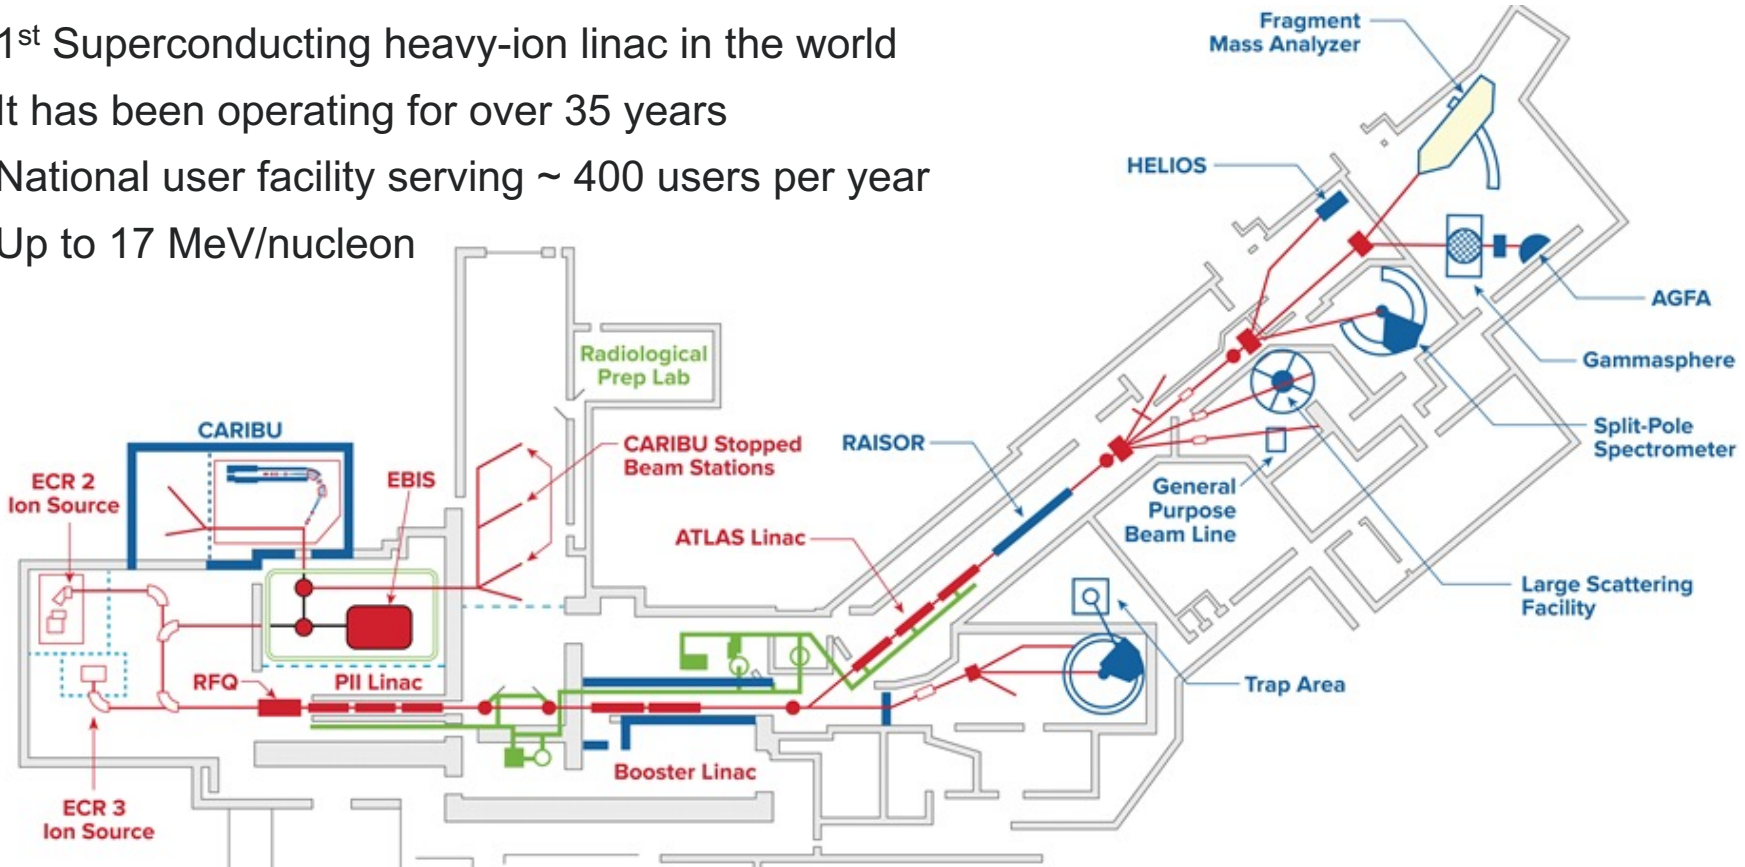 1st Superconducting heavy-ion linac in the world
It has been operating for over 35 years
National user facility serving ~ 400 users per year
Up to 17 MeV/nucleon
Fragment
Mass Analyzer
HELIOS
AGFA
Gammasphere
Split-Pole
Spectrometer
Radiological
Prep Lab
CARIBU
ECR 2
Ion Source
EBIS
CARIBU Stopped
Beam Stations
RAISOR
General
Purpose
Beam Line
ATLAS Linac
Large Scattering
Facility
RFQ
PII Linac
Trap Area
Booster Linac
ECR 3
Ion Source